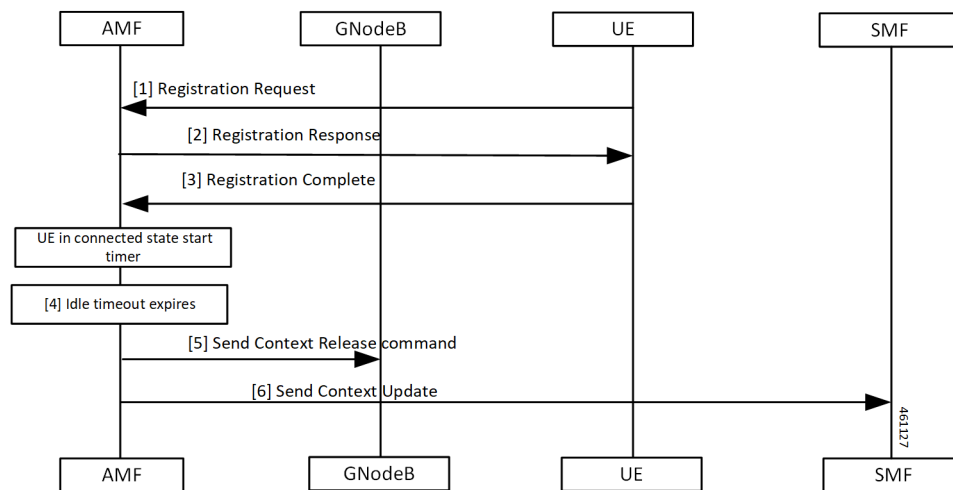 AMF
GNodeB
UE
SMF
[1] Registration Request
[2] Registration Response
[3] Registration Complete
UE in connected state start
timer
[4] Idle timeout expires
[5] Send Context Release command
[6] Send Context Update
461127
AMF
GNodeB
UE
SMF